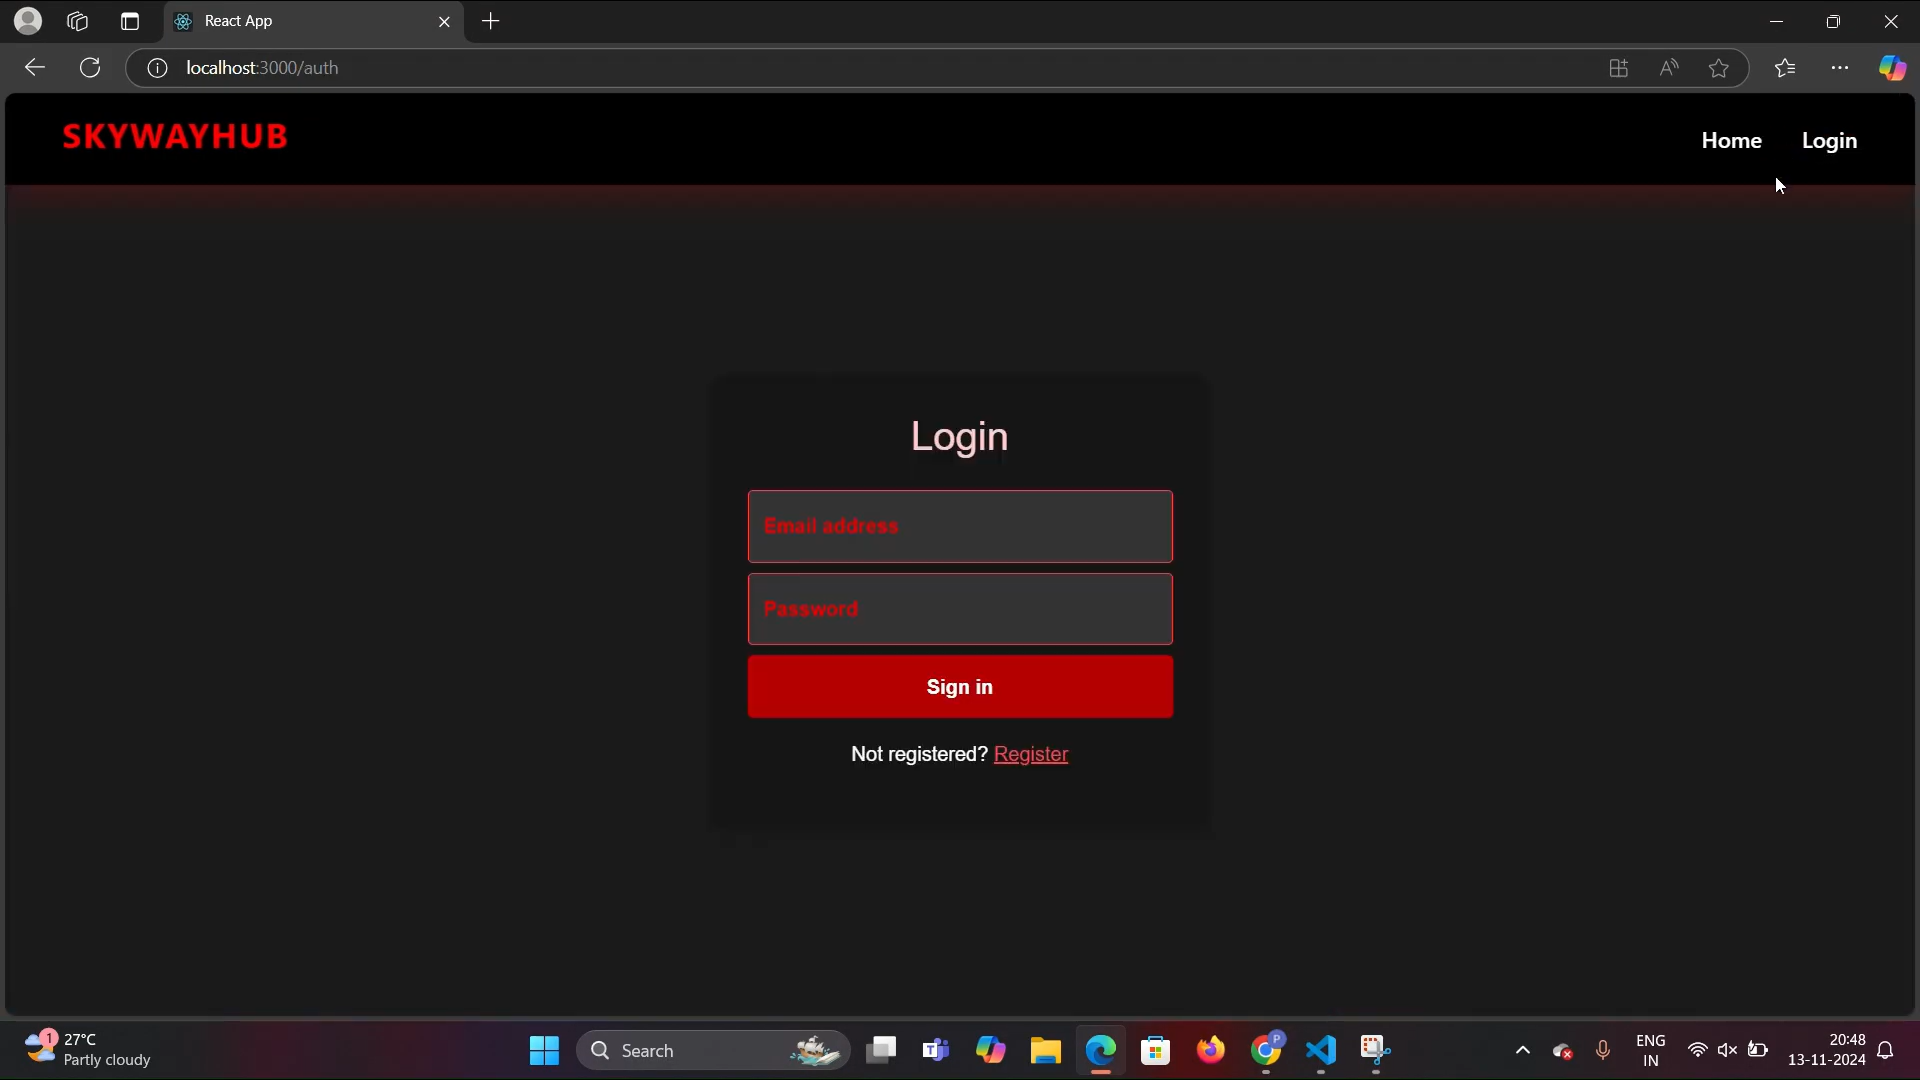 React App
localhost:3000/auth
SKYWAYHUB
Home
Login
Login
Email address
Password
Sign in
Not registered? Register
1
27°C
Partly cloudy
Search
T
P
ENG
IN
20:48
13-11-2024